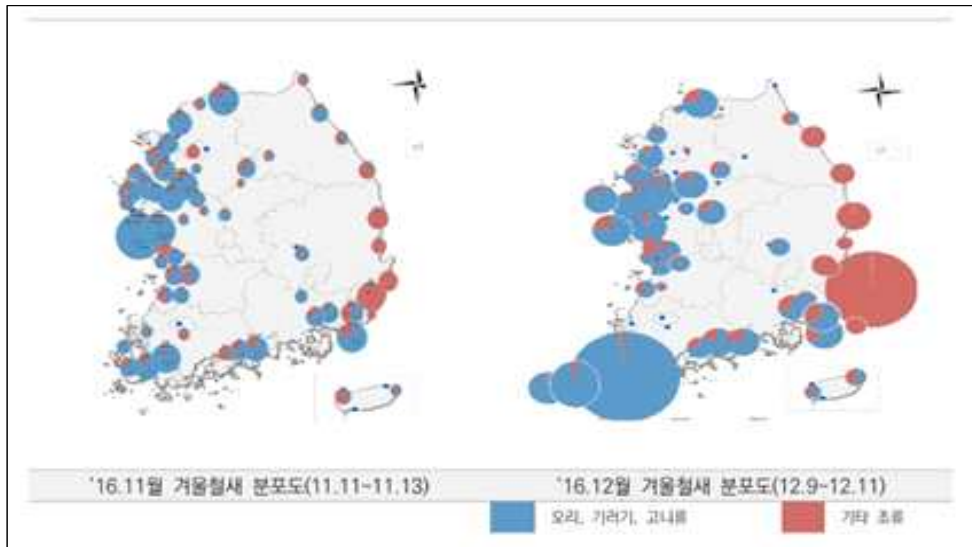 '16.11월 겨울철새 분포도(11.11~11.13)
'16.12월 겨울철새 분포도(12.9~12.11)
오리, 기러기, 고니류
기타 조류